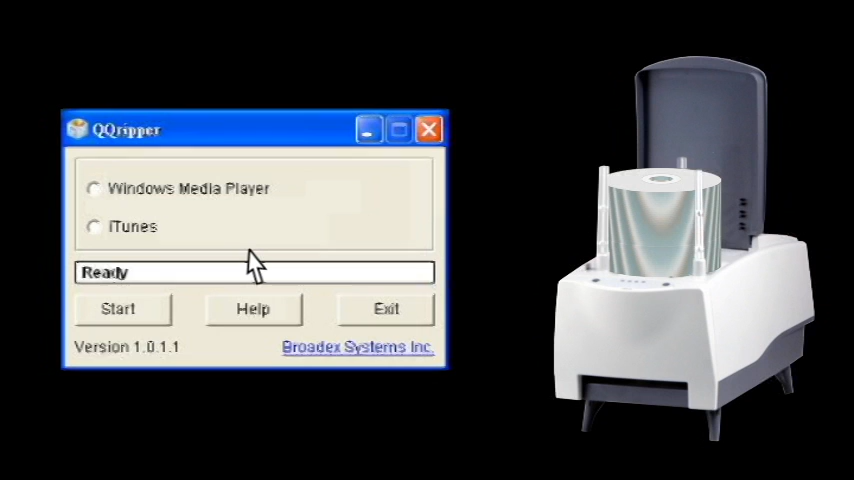 QQripper
Windows Media Player
iTunes
Ready
Start
Help
Exit
Version 1.0.1.1
Broadex Systems Inc.